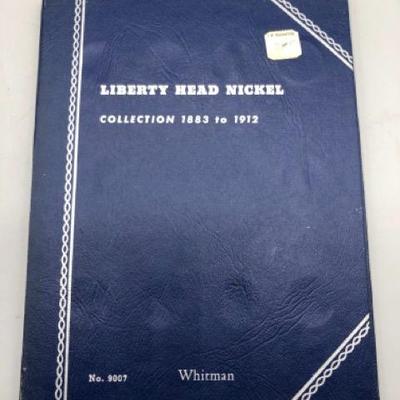 LIBERTY HEAD NICKEL
COLLECTION 1883 to 1912
No. 9007
Whitman